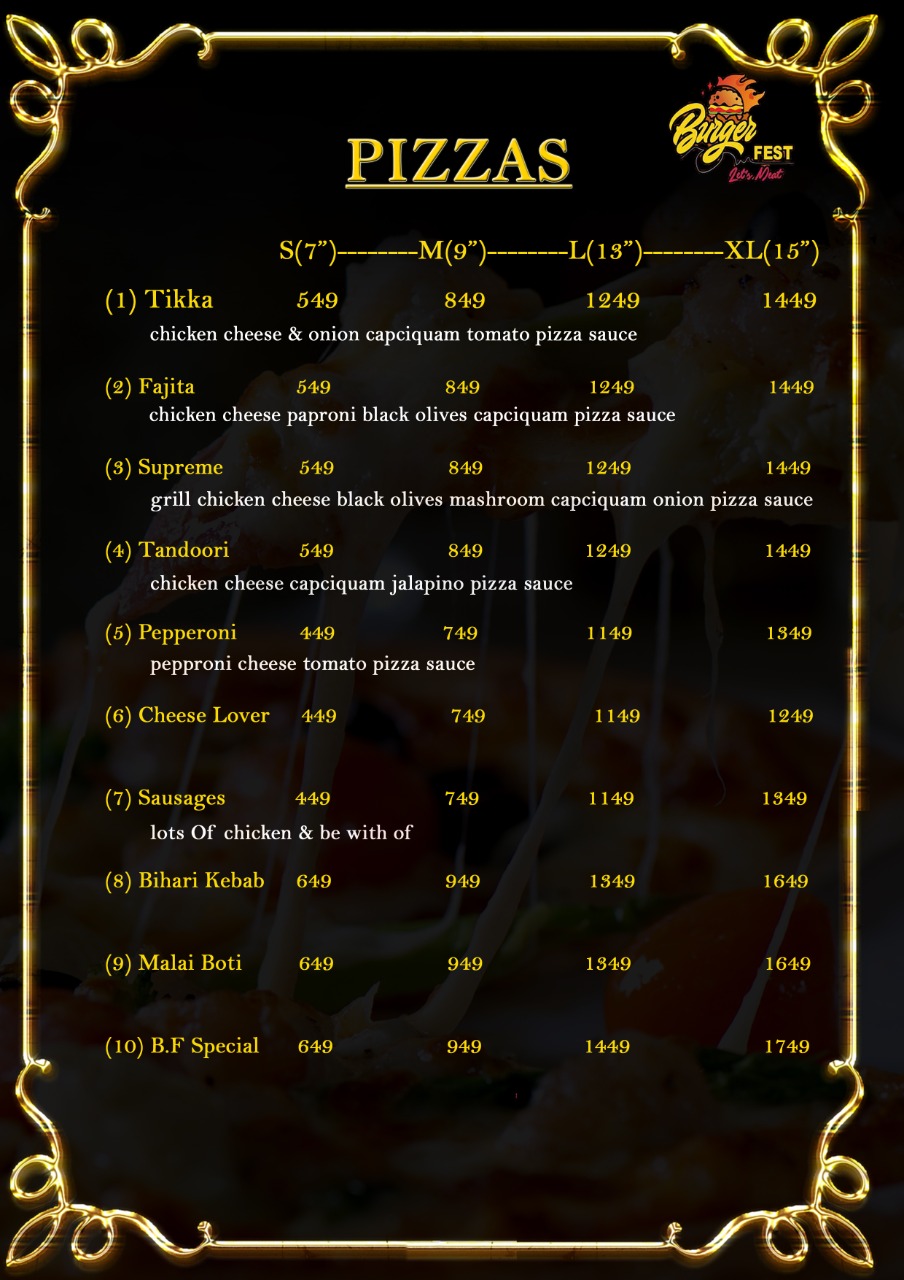 Burger
FEST
Let's Meat
PIZZAS
S(7”)--------M(9”)--------L(13”)--------XL(15”)
(1) Tikka 549 849 1249 1449
chicken cheese & onion capciquam tomato pizza sauce
(2) Fajita 549 849 1249 1449
chicken cheese paproni black olives capciquam pizza sauce
(3) Supreme 549 849 1249 1449
grill chicken cheese black olives mashroom capciquam onion pizza sauce
(4) Tandoori 549 849 1249 1449
chicken cheese capciquam jalapino pizza sauce
(5) Pepperoni 449 749 1149 1349
pepproni cheese tomato pizza sauce
(6) Cheese Lover 449 749 1149 1249
(7) Sausages 449 749 1149 1349
lots Of chicken & be with of
(8) Bihari Kebab 649 949 1349 1649
(9) Malai Boti 649 949 1349 1649
(10) B.F Special 649 949 1449 1749